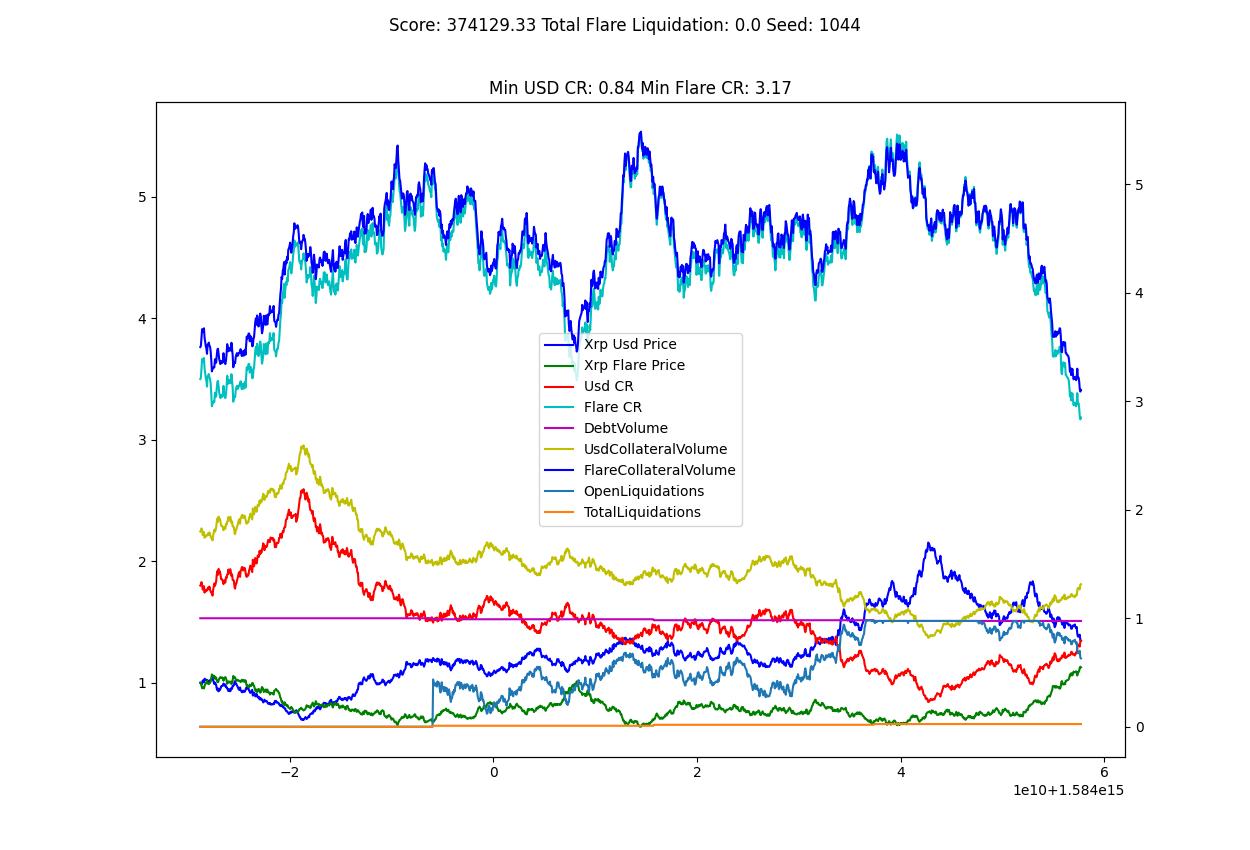 Score: 374129.33 Total Flare Liquidation: 0.0 Seed: 1044
Min USD CR: 0.84 Min Flare CR: 3.17
5
4
3
2
1
5
4
3
2
1
0
Xrp Usd Price
Xrp Flare Price
Usd CR
Flare CR
DebtVolume
UsdCollateralVolume
FlareCollateralVolume
OpenLiquidations
TotalLiquidations
−2 0 2 4 6
1e10+1.584e15